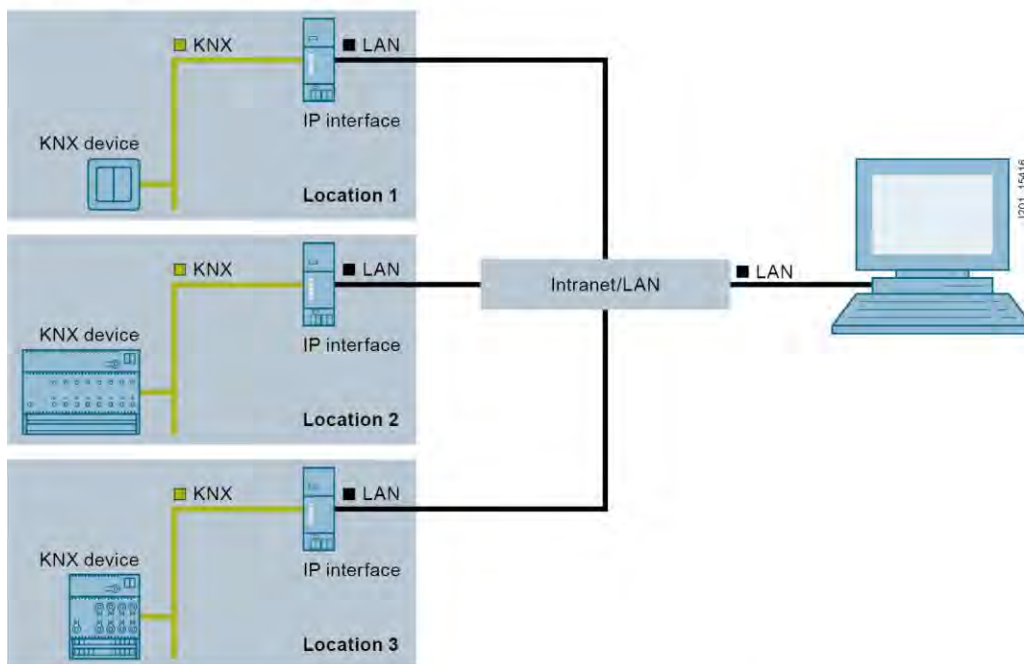 KNX
LAN
IP interface
KNX device
Location 1
KNX
LAN
Intranet/LAN
LAN
KNX device
IP interface
Location 2
KNX
LAN
KNX device
IP interface
Location 3